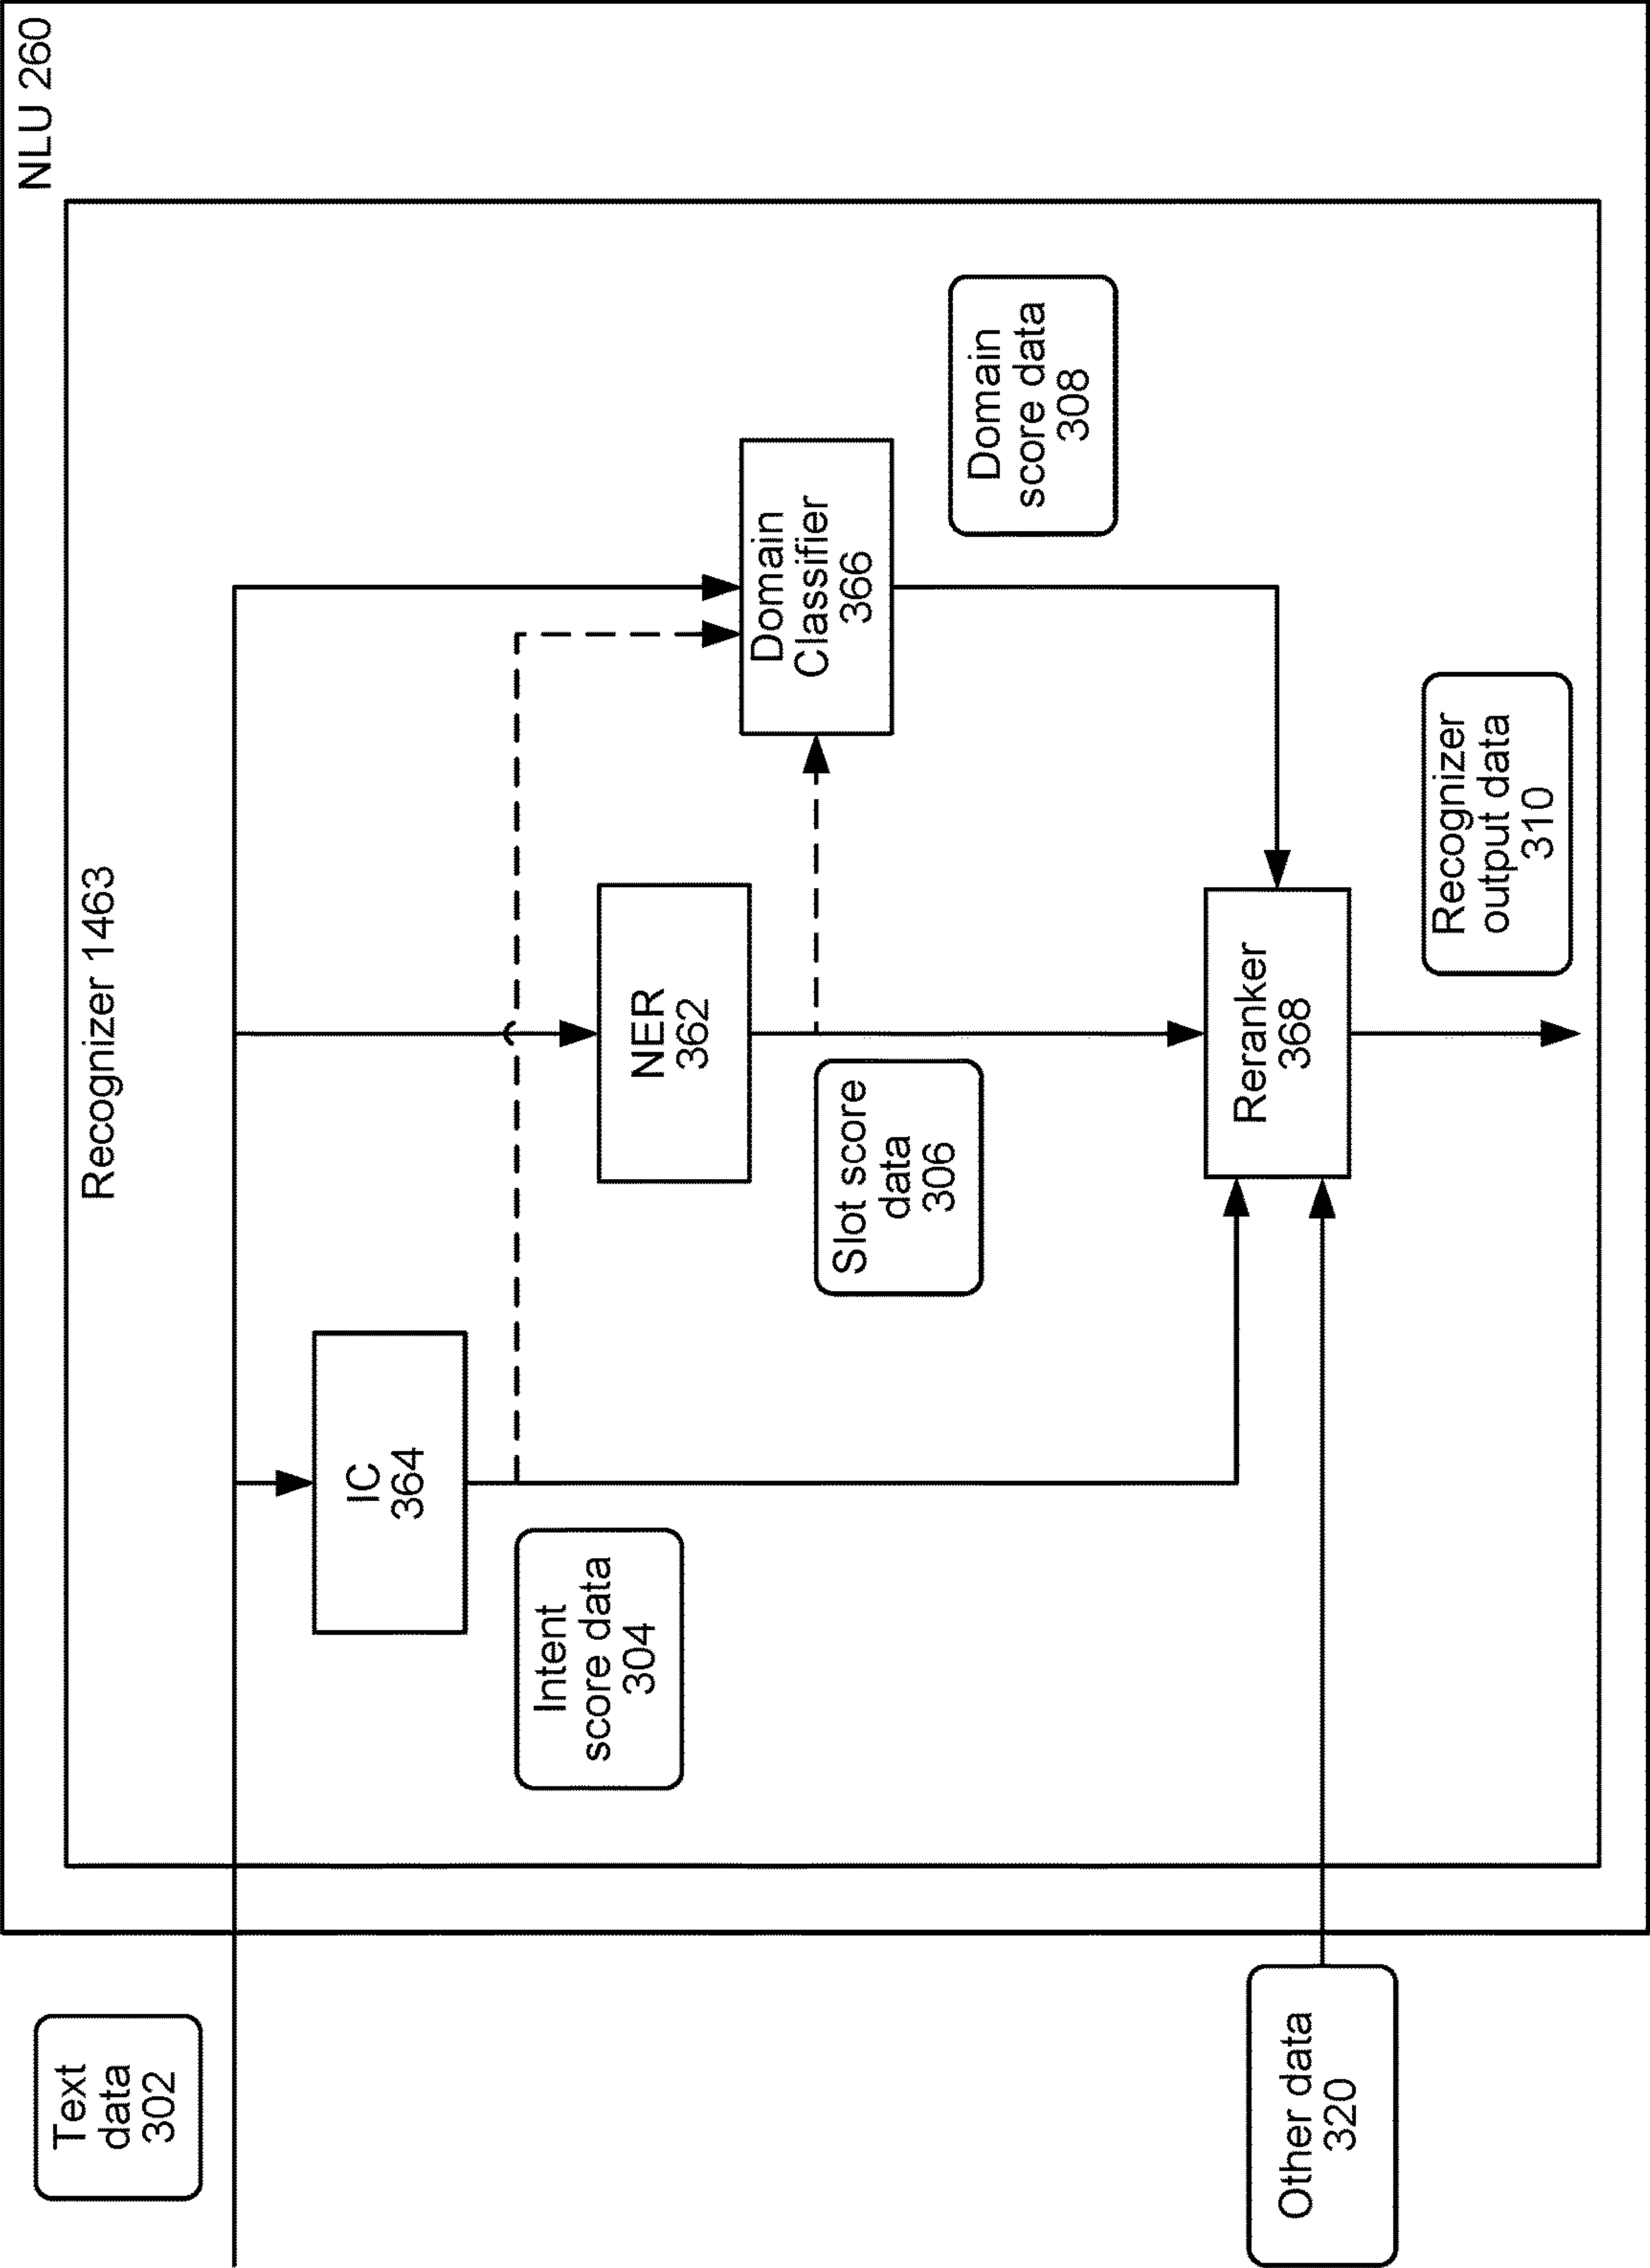 NLU 260
Recognizer 1463
Text
data
302
IC
364
Intent
score data
304
NER
362
Slot score
data
306
Domain
Classifier
366
Domain
score data
308
Other data
320
Reranker
368
Recognizer
output data
310